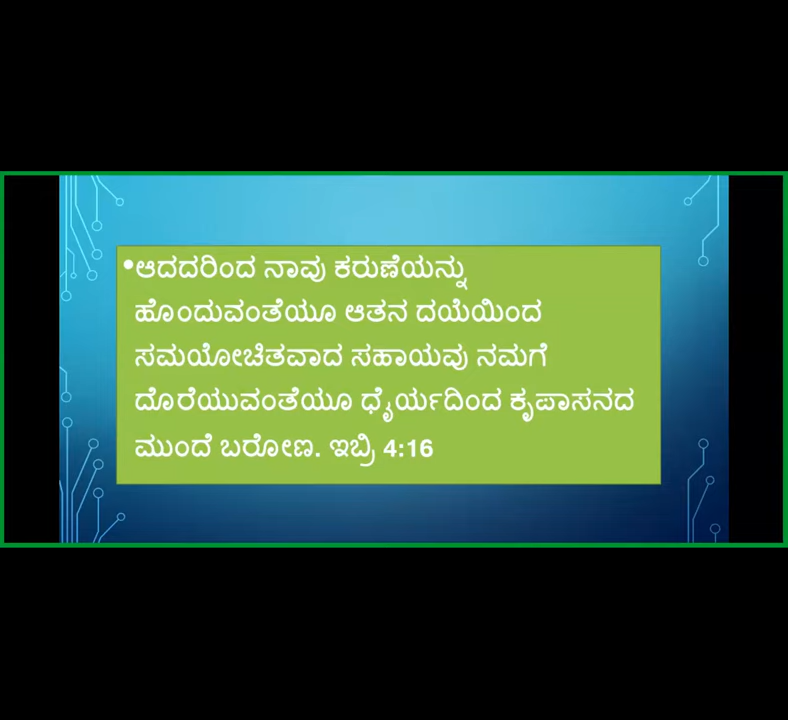 •ಆದದರಿಂದ ನಾವು ಕರುಣೆಯನ್ನು
ಹೊಂದುವಂತೆಯೂ ಆತನ ದಯೆಯಿಂದ
ಸಮಯೋಚಿತವಾದ ಸಹಾಯವು ನಮಗೆ
ದೊರೆಯುವಂತೆಯೂ ಧೈರ್ಯದಿಂದ ಕೃಪಾಸನದ
ಮುಂದೆ ಬರೋಣ. ಇಬ್ರಿ 4:16